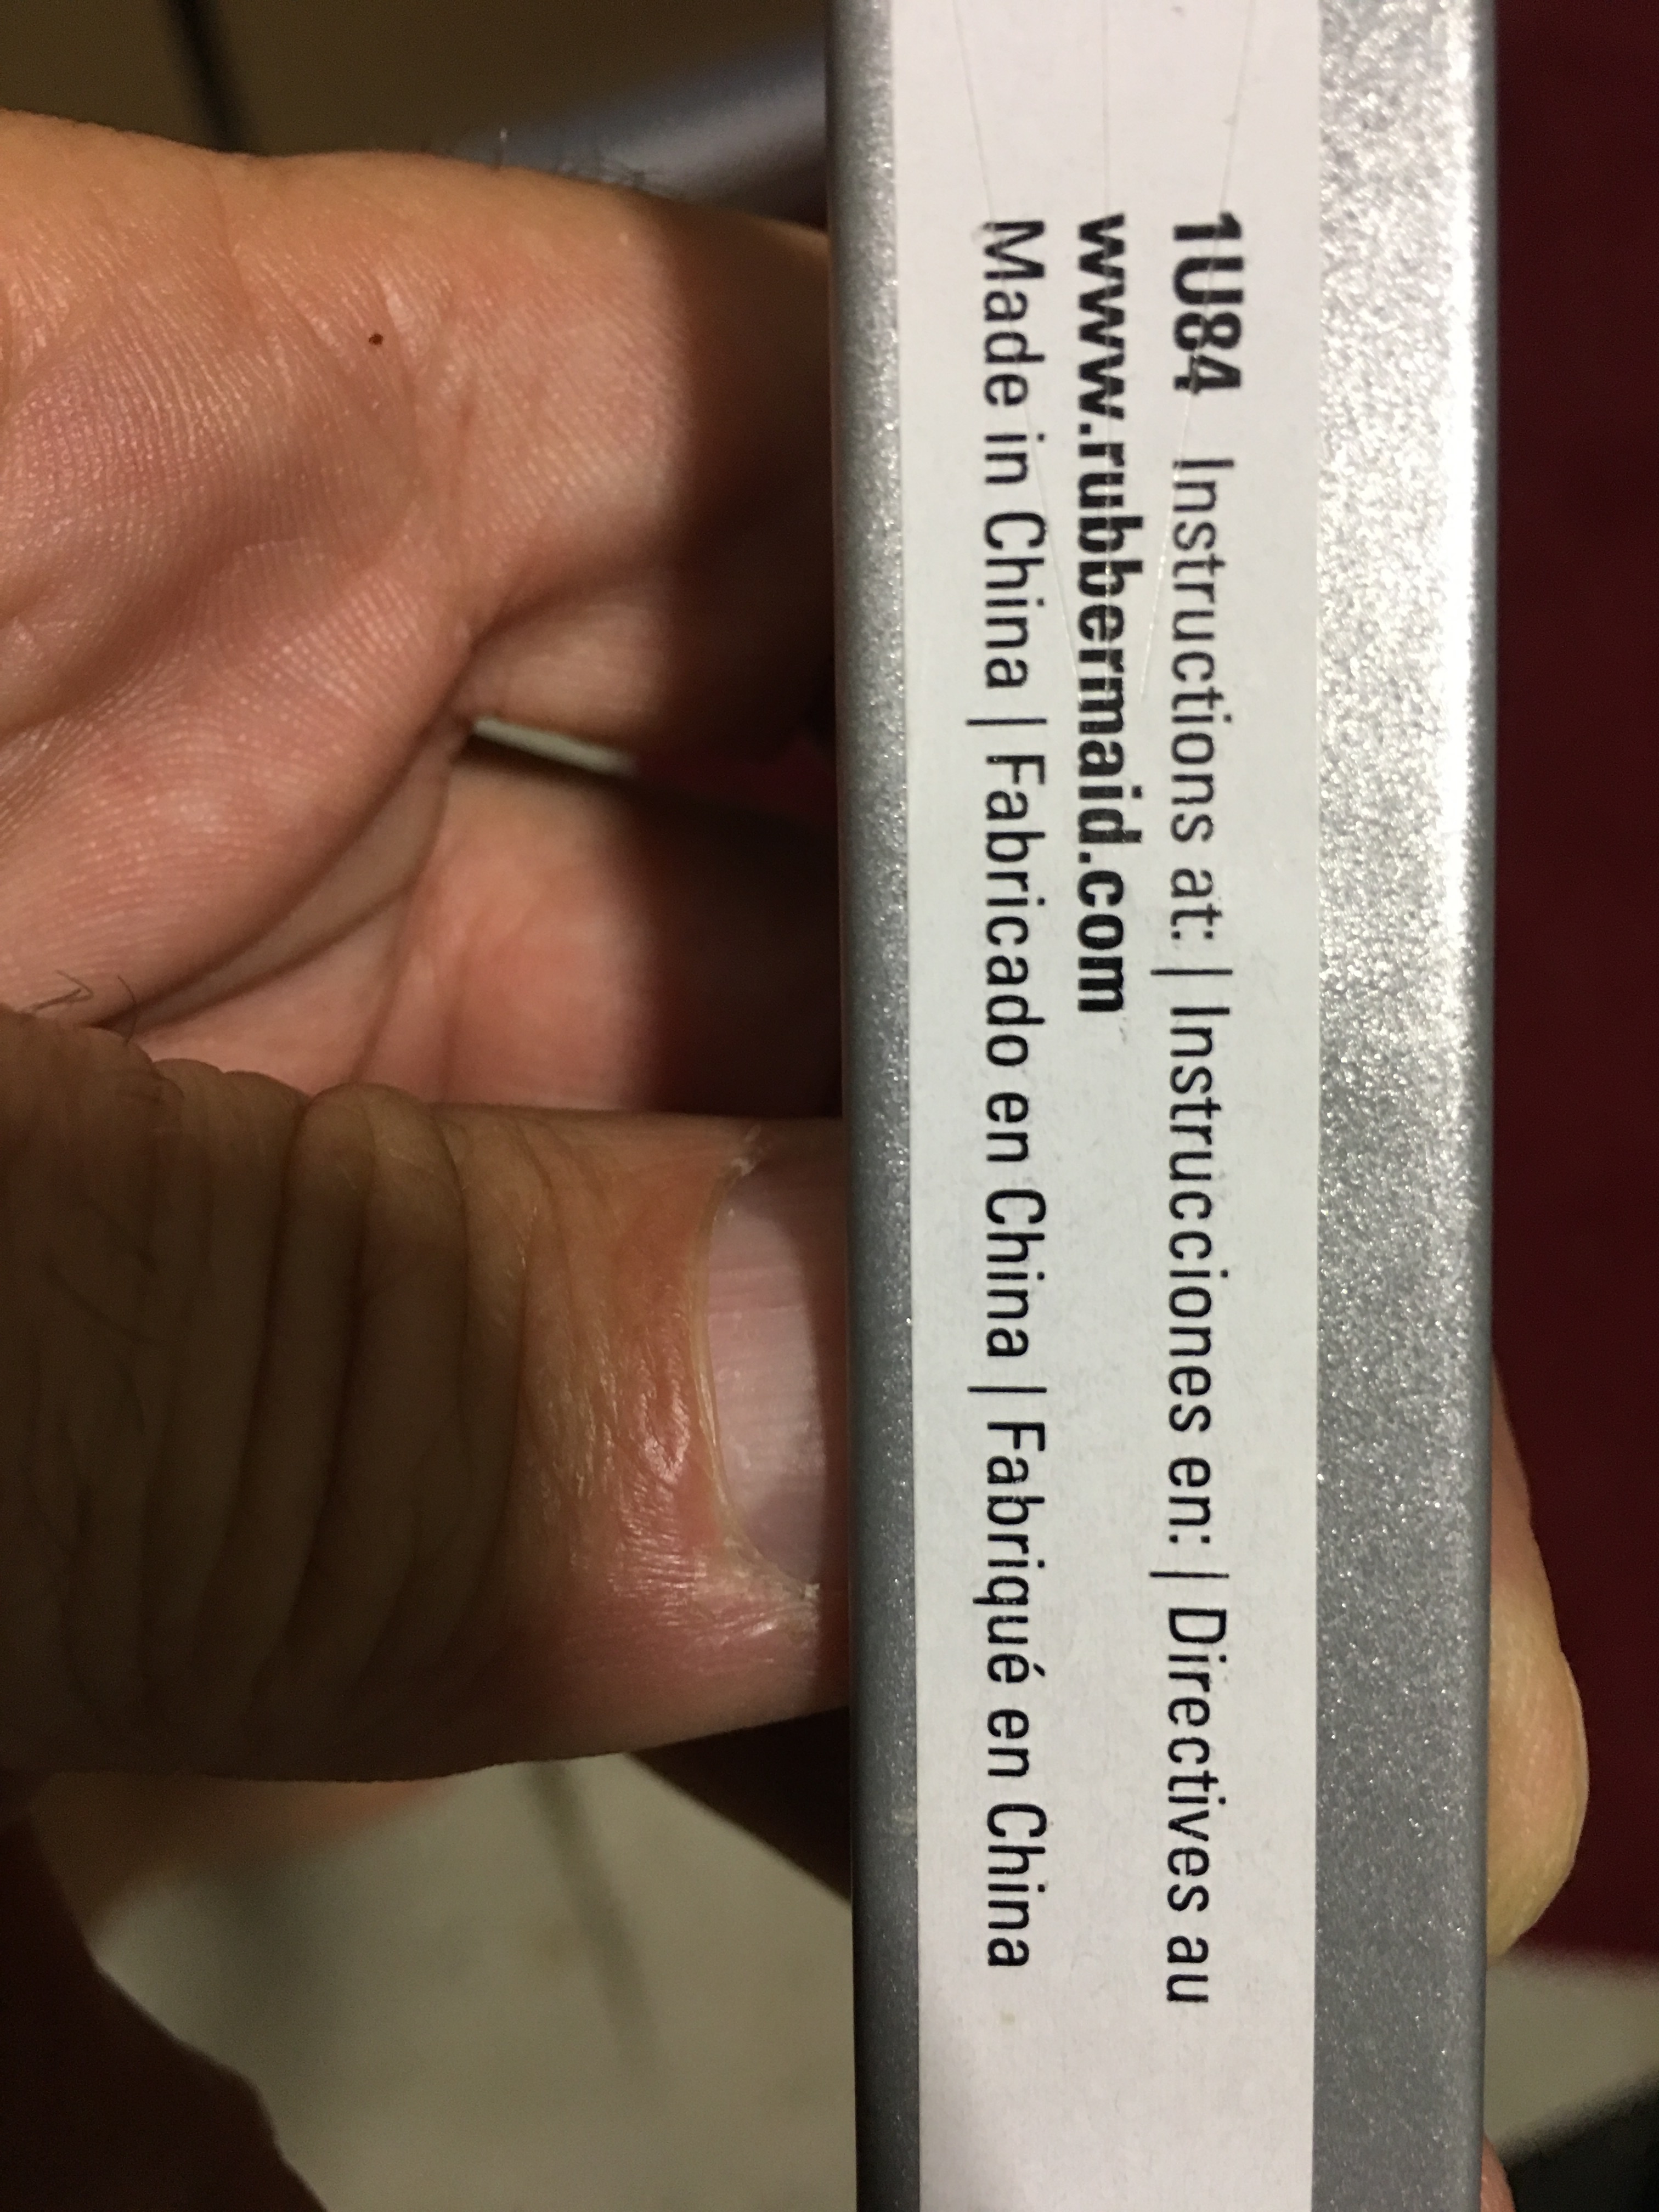 1U84 Instructions at: | Instrucciones en: | Directives au
www.rubbermaid.com
Made in China | Fabricado en China | Fabriqué en China